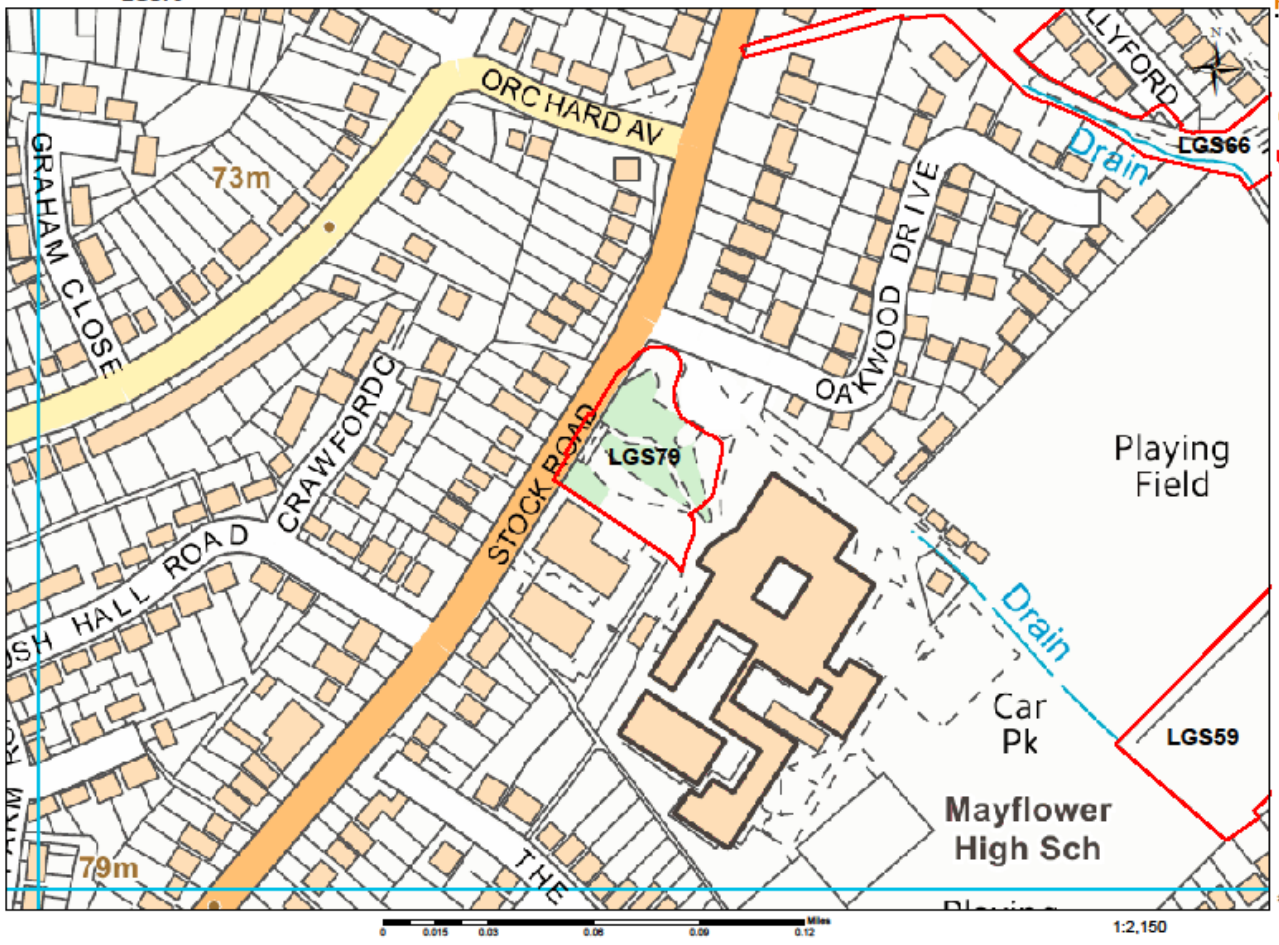 ORCHARD AV
LLYFORD
N
LGS66
Drain
GRAHAM CLOSE
73m
OAKWOOD DRIVE
CRAWFORD C
STOCK ROAD
LGS79
Playing
Field
USH HALL ROAD
Drain
Car
Pk
LGS59
Mayflower
High Sch
79m
THE
0 0.015 0.03 0.06 0.09 0.12
Miles
1:2,150